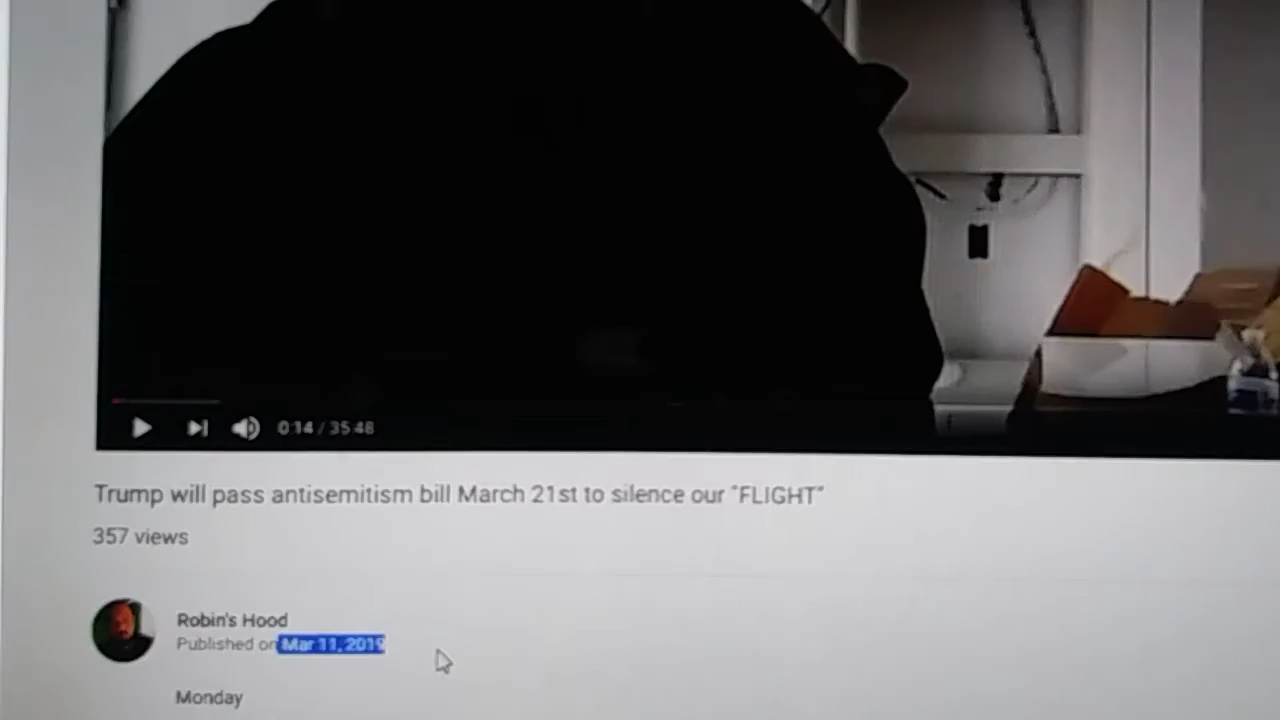 0:14 / 35:48
Trump will pass antisemitism bill March 21st to silence our "FLIGHT"
357 views
Robin's Hood
Published on Mar 11, 2019
Monday